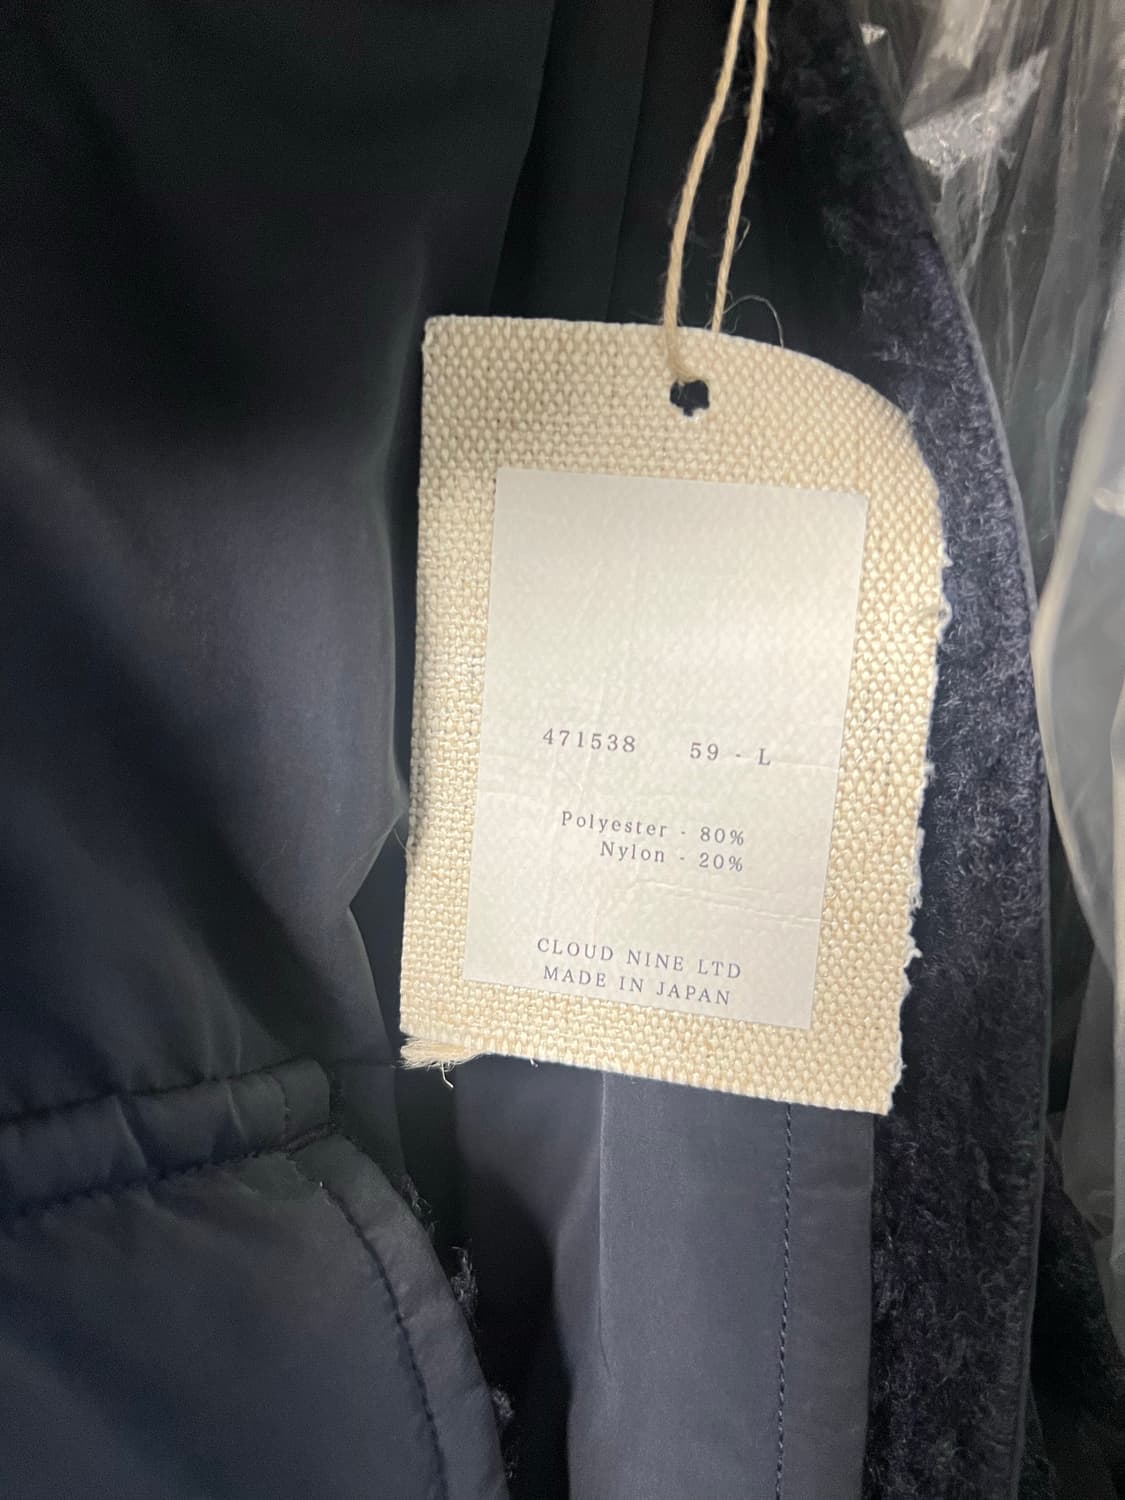 471538 59 - L
Polyester - 80%
Nylon - 20%
CLOUD NINE LTD
MADE IN JAPAN